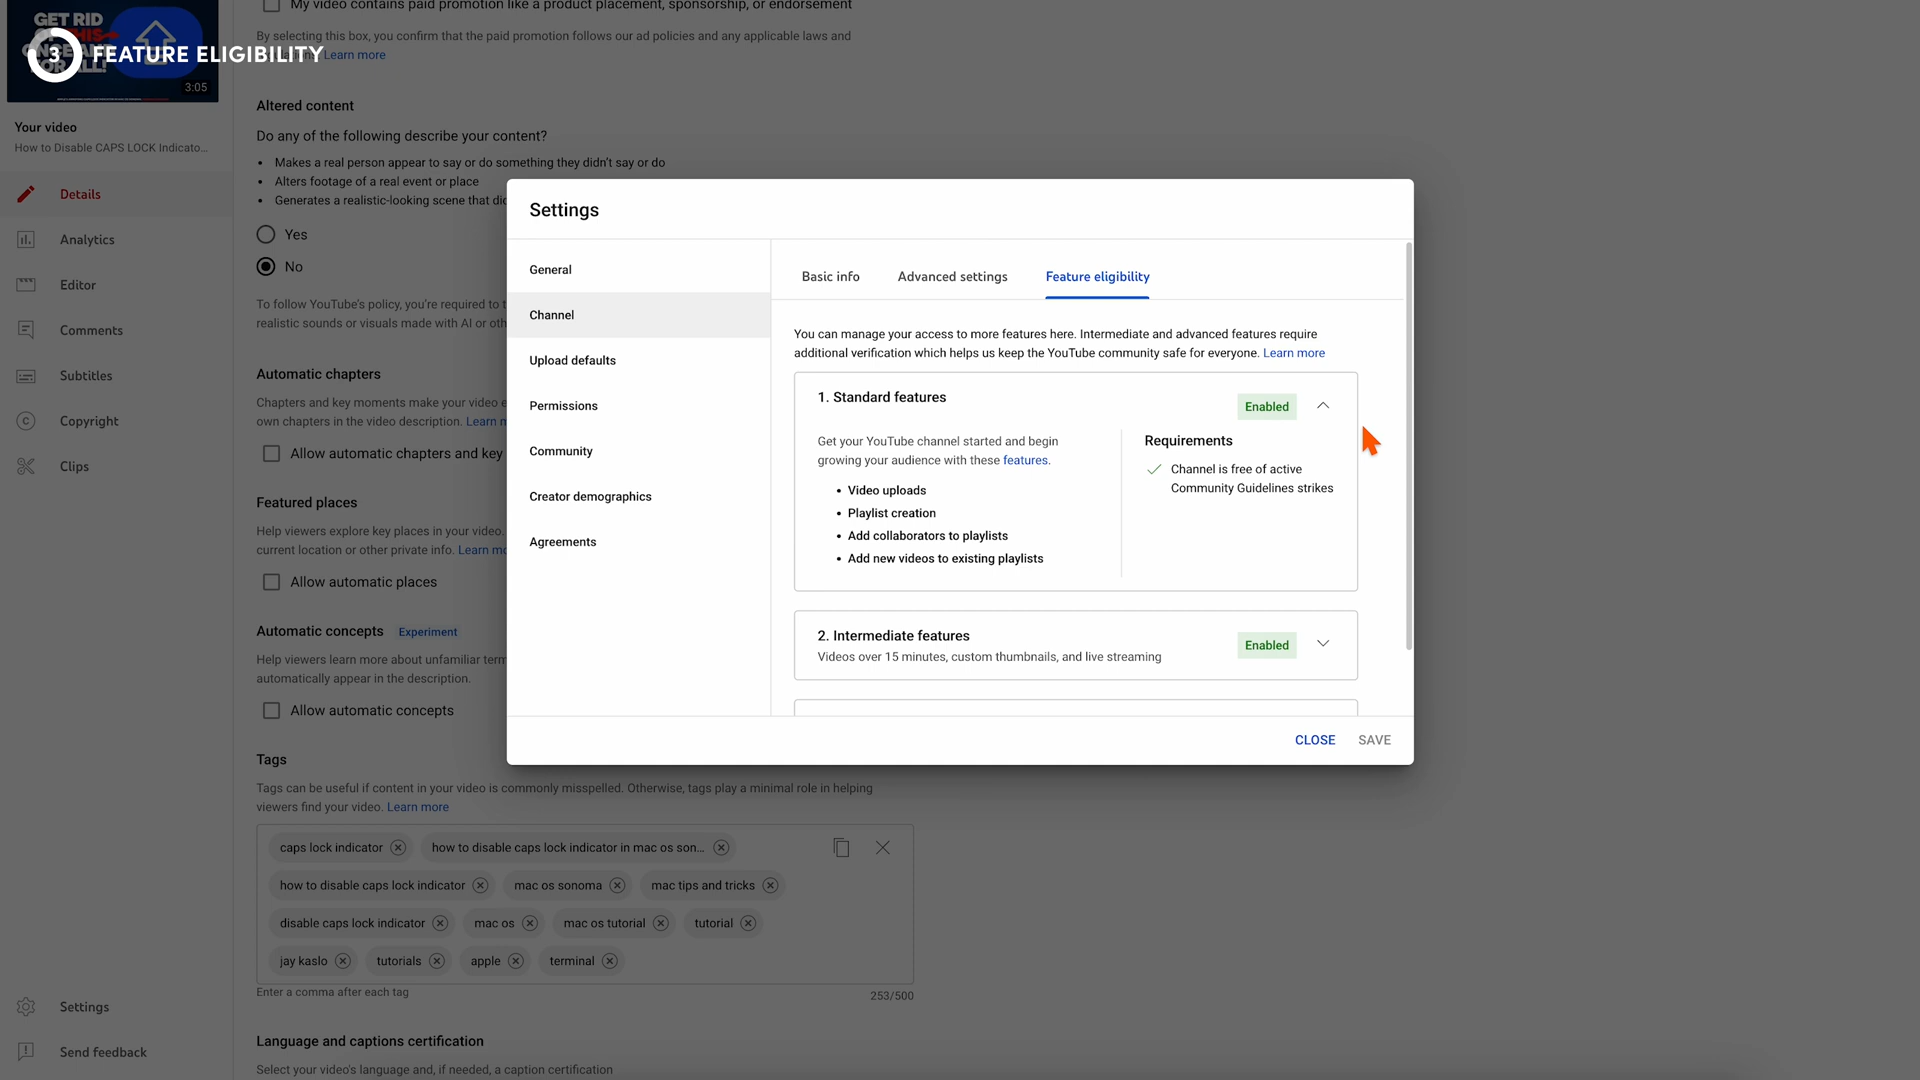 My video contains paid promotion like a product placement, sponsorship, or endorsement
By selecting this box, you confirm that the paid promotion follows our ad policies and any applicable laws and
Learn more
GET RID
3 FEATURE ELIGIBILITY
3:05
Your video
How to Disable CAPS LOCK Indicato...
Details
Analytics
Editor
Comments
Subtitles
Copyright
Clips
Settings
Send feedback
Altered content
Do any of the following describe your content?
• Makes a real person appear to say or do something they didn't say or do
• Alters footage of a real event or place
• Generates a realistic-looking scene that
Yes
No
To follow YouTube's policy, you're required to
realistic sounds or visuals made with AI or
Automatic chapters
Chapters and key moments make your video
own chapters in the video description. Learn
Allow automatic chapters and key
Featured places
Help viewers explore key places in your video.
current location or other private info. Learn
Allow automatic places
Automatic concepts Experiment
Help viewers learn more about unfamiliar
automatically appear in the description.
Allow automatic concepts
Tags
Tags can be useful if content in your video is commonly misspelled. Otherwise, tags play a minimal role in helping
viewers find your video. Learn more
caps lock indicator how to disable caps lock indicator in mac os son...
how to disable caps lock indicator mac os sonoma mac tips and tricks
disable caps lock indicator mac os mac os tutorial tutorial
jay kaslo tutorials apple terminal
Enter a comma after each tag
253/500
Language and captions certification
Select your video's language and, if needed, a caption certification
Settings
General
Channel
Upload defaults
Permissions
Community
Creator demographics
Agreements
Basic info Advanced settings Feature eligibility
You can manage your access to more features here. Intermediate and advanced features require
additional verification which helps us keep the YouTube community safe for everyone. Learn more
1. Standard features
Enabled
Get your YouTube channel started and begin
growing your audience with these features.
• Video uploads
• Playlist creation
• Add collaborators to playlists
• Add new videos to existing playlists
Requirements
Channel is free of active
Community Guidelines strikes
2. Intermediate features
Videos over 15 minutes, custom thumbnails, and live streaming
Enabled
CLOSE SAVE